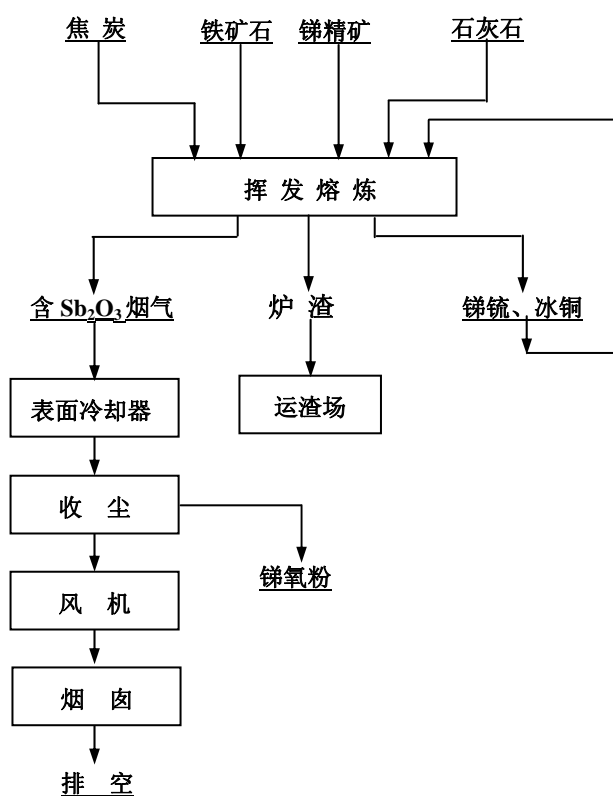 焦 炭
铁矿石
锑精矿
石灰石
挥 发 熔 炼
含 Sb₂O₃ 烟气
炉 渣
锑锍、冰铜
表面冷却器
运渣场
收 尘
锑氧粉
风 机
烟 囱
排 空